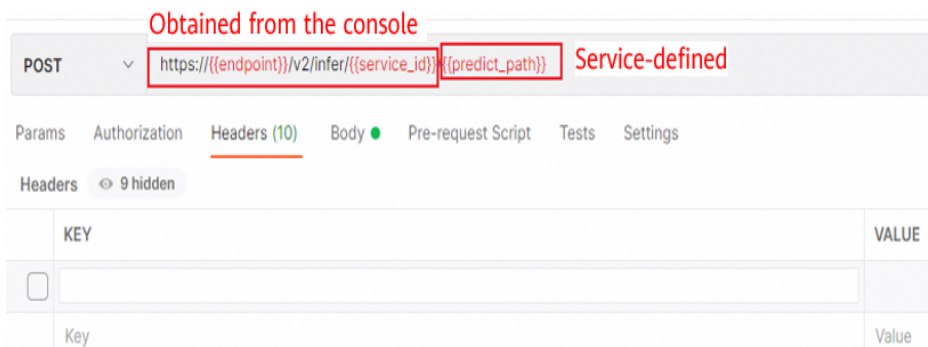 Obtained from the console
POST https://{{endpoint}}/v2/infer/{{service_id}}/{{predict_path}} Service-defined
Params Authorization Headers (10) Body Pre-request Script Tests Settings
Headers 9 hidden
KEY VALUE
Key Value